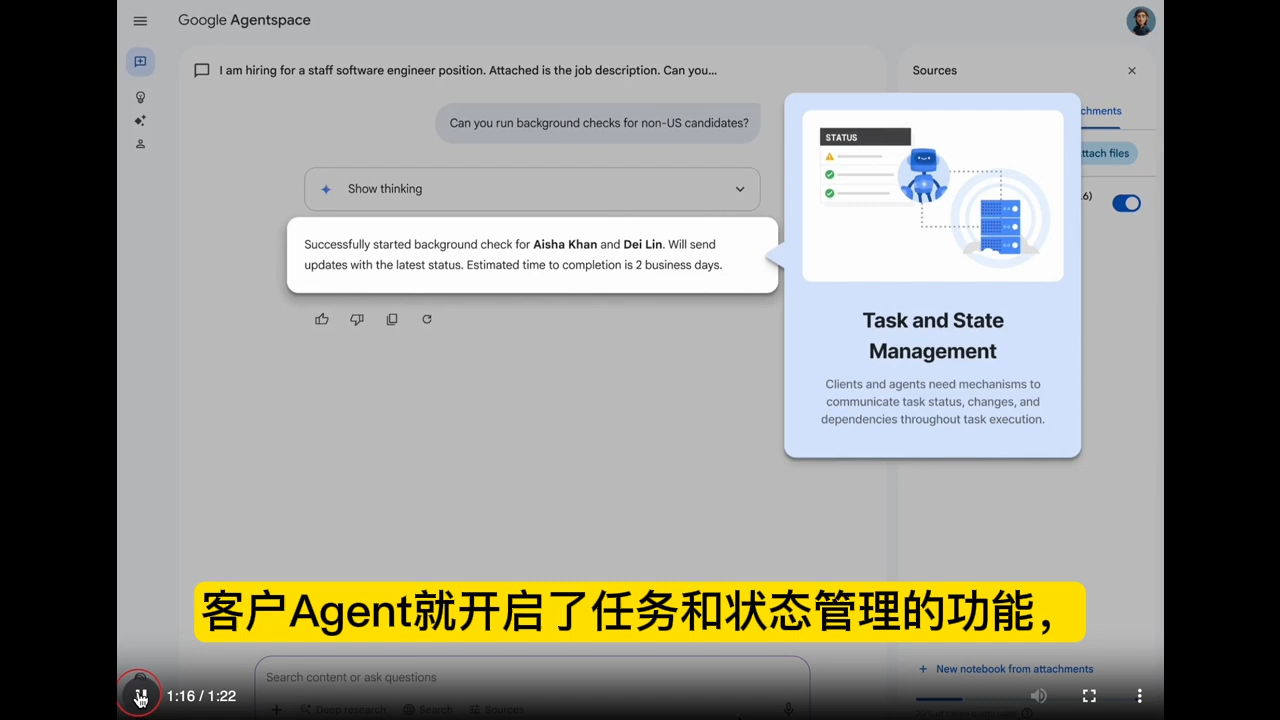 Google Agentspace
I am hiring for a staff software engineer position. Attached is the job description. Can you...
Can you run background checks for non-US candidates?
Show thinking
Successfully started background check for Aisha Khan and Dei Lin. Will send
updates with the latest status. Estimated time to completion is 2 business days.
Sources
chments
ttach files
.6)
STATUS
Task and State
Management
Clients and agents need mechanisms to
communicate task status, changes, and
dependencies throughout task execution.
客户Agent就开启了任务和状态管理的功能，
New notebook from attachments
Search content or ask questions
1:16 / 1:22
Deep research
Search
Sources